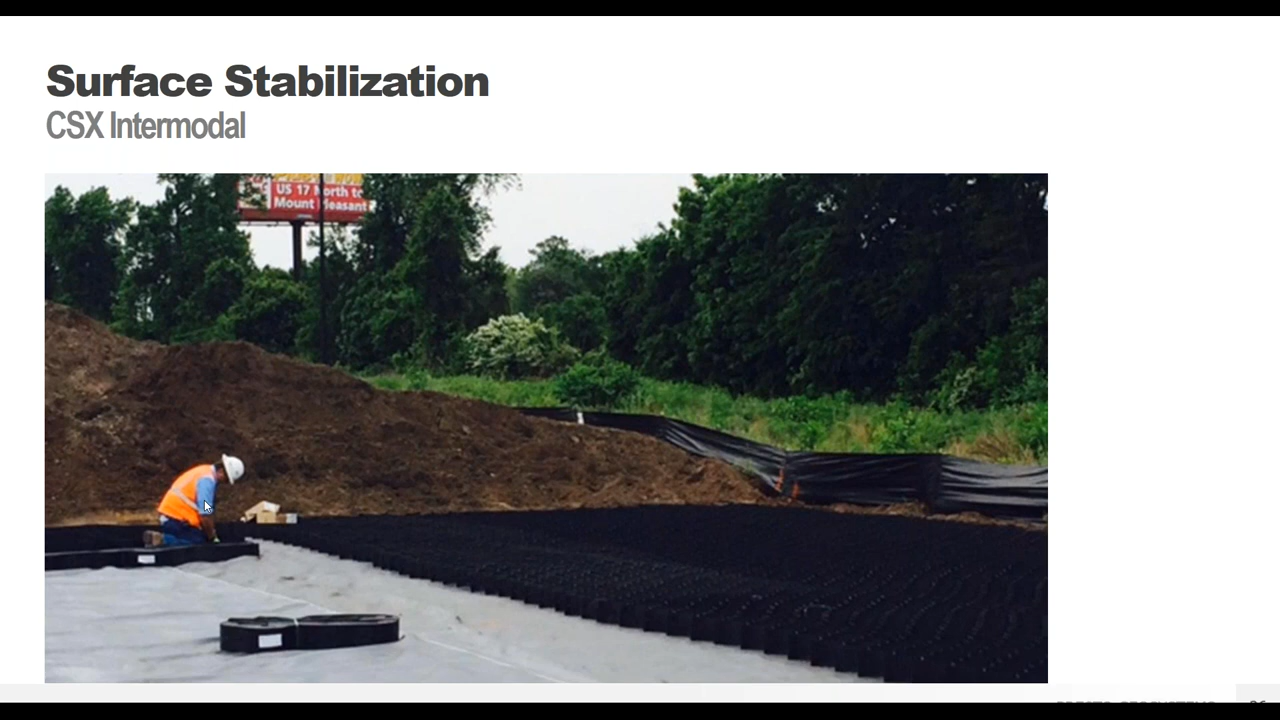 Surface Stabilization
CSX Intermodal
US 17 North to
Mount Pleasant